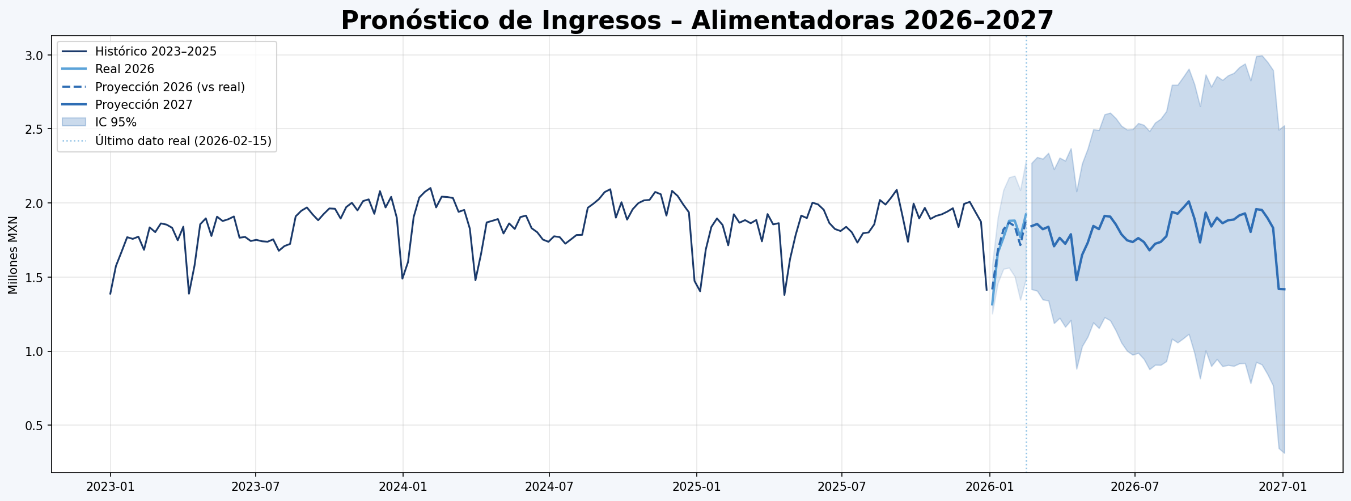 Pronóstico de Ingresos – Alimentadoras 2026–2027
Histórico 2023–2025
Real 2026
Proyección 2026 (vs real)
Proyección 2027
IC 95%
Último dato real (2026-02-15)
Millones MXN
3.0
2.5
2.0
1.5
1.0
0.5
2023-01
2023-07
2024-01
2024-07
2025-01
2025-07
2026-01
2026-07
2027-01